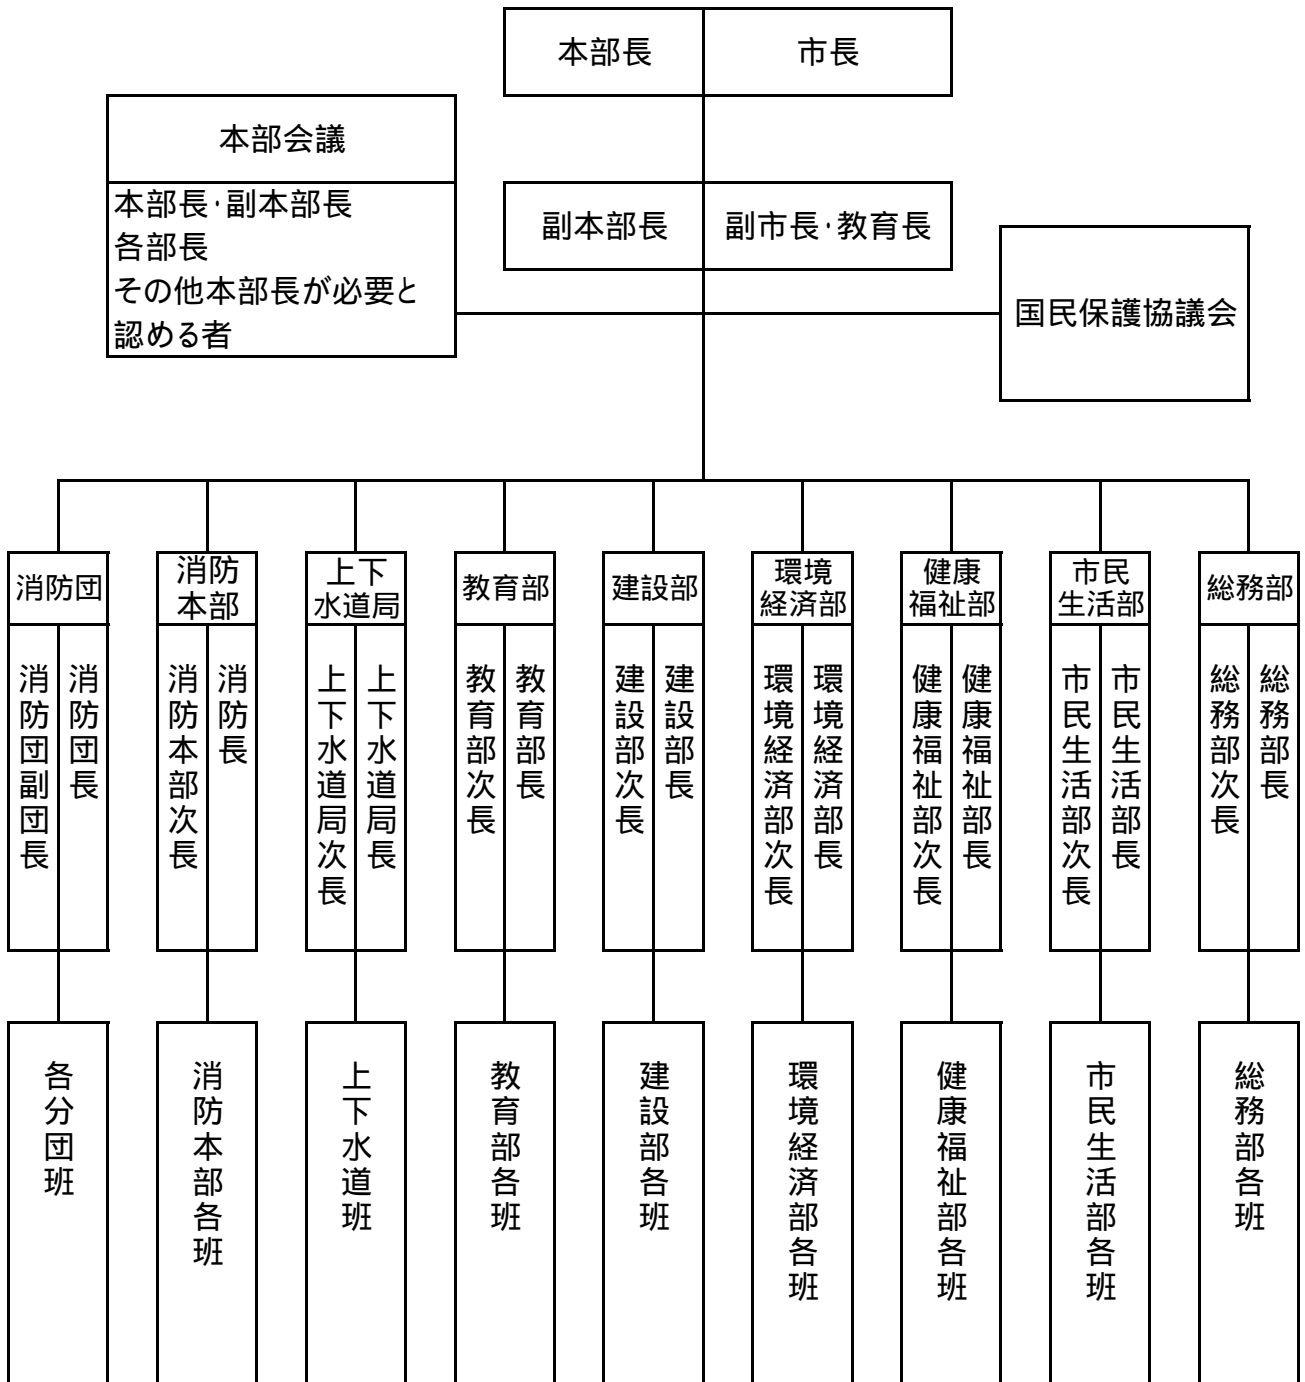 本部長
市長
本部会議
本部長・副本部長
各部長
その他本部長が必要と
認める者
副本部長
副市長・教育長
国民保護協議会
消防団
消防
本部
上下
水道局
教育部
建設部
環境
経済部
健康
福祉部
市民
生活部
総務部
消防団長
消防団副団長
消防長
消防本部次長
上下水道局長
上下水道局次長
教育部長
教育部次長
建設部長
建設部次長
環境経済部長
環境経済部次長
健康福祉部長
健康福祉部次長
市民生活部長
市民生活部次長
総務部長
総務部次長
各分団班
消防本部各班
上下水道班
教育部各班
建設部各班
環境経済部各班
健康福祉部各班
市民生活部各班
総務部各班